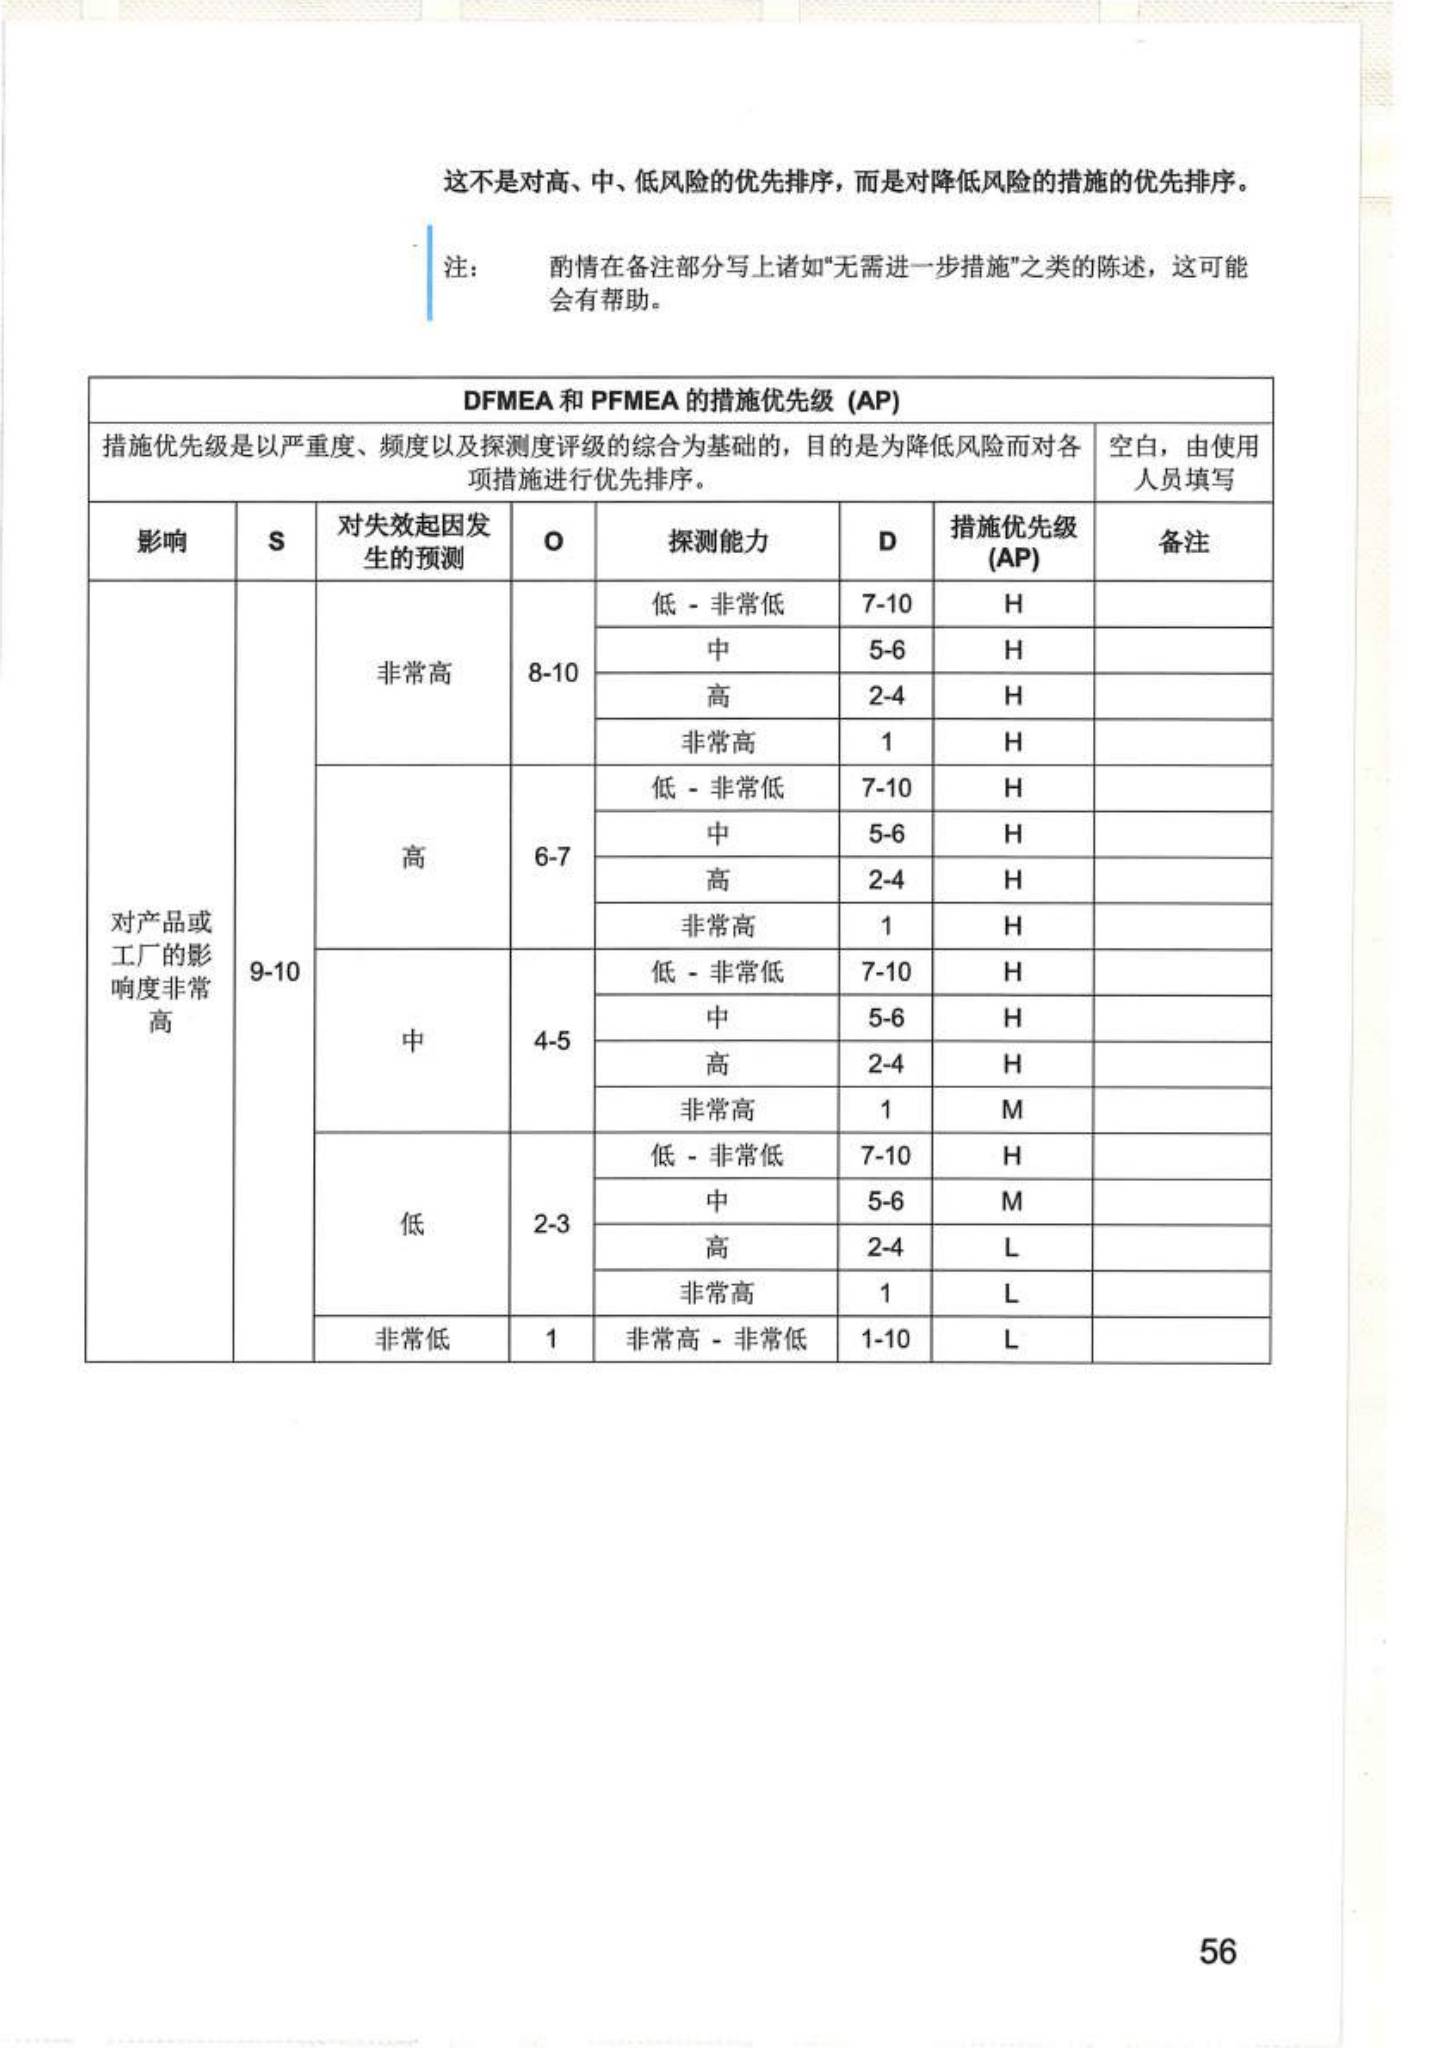 这不是对高、中、低风险的优先排序，而是对降低风险的措施的优先排序。
注： 酌情在备注部分写上诸如“无需进一步措施”之类的陈述，这可能
会有帮助。
DFMEA 和 PFMEA 的措施优先级 (AP)
措施优先级是以严重度、频度以及探测度评级的综合为基础的，目的是为降低风险而对各
项措施进行优先排序。
空白，由使用
人员填写
影响 S 对失效起因发
生的预测 O 探测能力 D 措施优先级
(AP) 备注
对产品或
工厂的影
响度非常
高
9-10
非常高 8-10
低 - 非常低 7-10 H
中 5-6 H
高 2-4 H
非常高 1 H
高 6-7
低 - 非常低 7-10 H
中 5-6 H
高 2-4 H
非常高 1 H
中 4-5
低 - 非常低 7-10 H
中 5-6 H
高 2-4 H
非常高 1 M
低 2-3
低 - 非常低 7-10 H
中 5-6 M
高 2-4 L
非常高 1 L
非常低 1 非常高 - 非常低 1-10 L
56